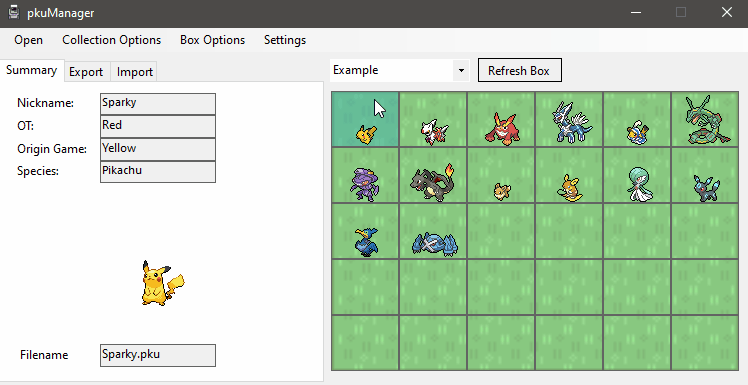 pkuManager
Open Collection Options Box Options Settings
Summary Export Import
Example Refresh Box
Nickname: Sparky
OT: Red
Origin Game: Yellow
Species: Pikachu
Filename Sparky.pku